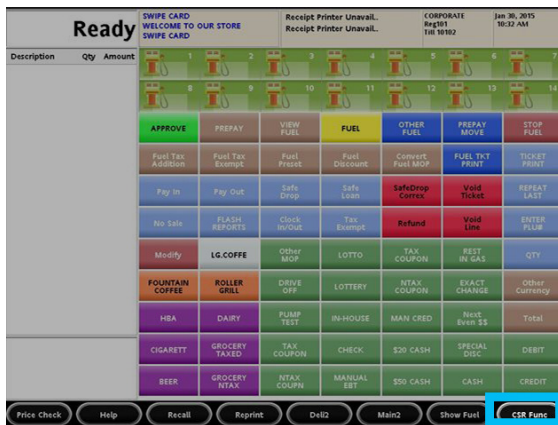 Ready
SWIPE CARD
WELCOME TO OUR STORE
SWIPE CARD
Receipt Printer Unavail..
Receipt Printer Unavail..
CORPORATE
Reg101
Till 10102
Jan 30, 2015
10:32 AM
Description Qty Amount
1 2 3 4 5 6 7
8 9 10 11 12 13 14
APPROVE PREPAY VIEW FUEL FUEL OTHER FUEL PREPAY MOVE STOP FUEL
Fuel Tax Addition Fuel Tax Exempt Fuel Preset Fuel Discount Convert Fuel MOP FUEL TKT PRINT TICKET PRINT
Pay In Pay Out Safe Drop Safe Loan SafeDrop Correx Void Ticket REPEAT LAST
No Sale FLASH REPORTS Clock In/Out Tax Exempt Refund Void Line ENTER PLU#
Modify LG.COFFE Other MOP LOTTO TAX COUPON REST IN GAS QTY
FOUNTAIN COFFEE ROLLER GRILL DRIVE OFF LOTTERY NTAX COUPON EXACT CHANGE Other Currency
HBA DAIRY PUMP TEST IN-HOUSE MAN CRED Next Even $$ Total
CIGARETT GROCERY TAXED TAX COUPON CHECK $20 CASH SPECIAL DISC DEBIT
BEER GROCERY NTAX NTAX COUPN MANUAL EBT $50 CASH CASH CREDIT
Price Check Help Recall Reprint Deli2 Main2 Show Fuel CSR Func